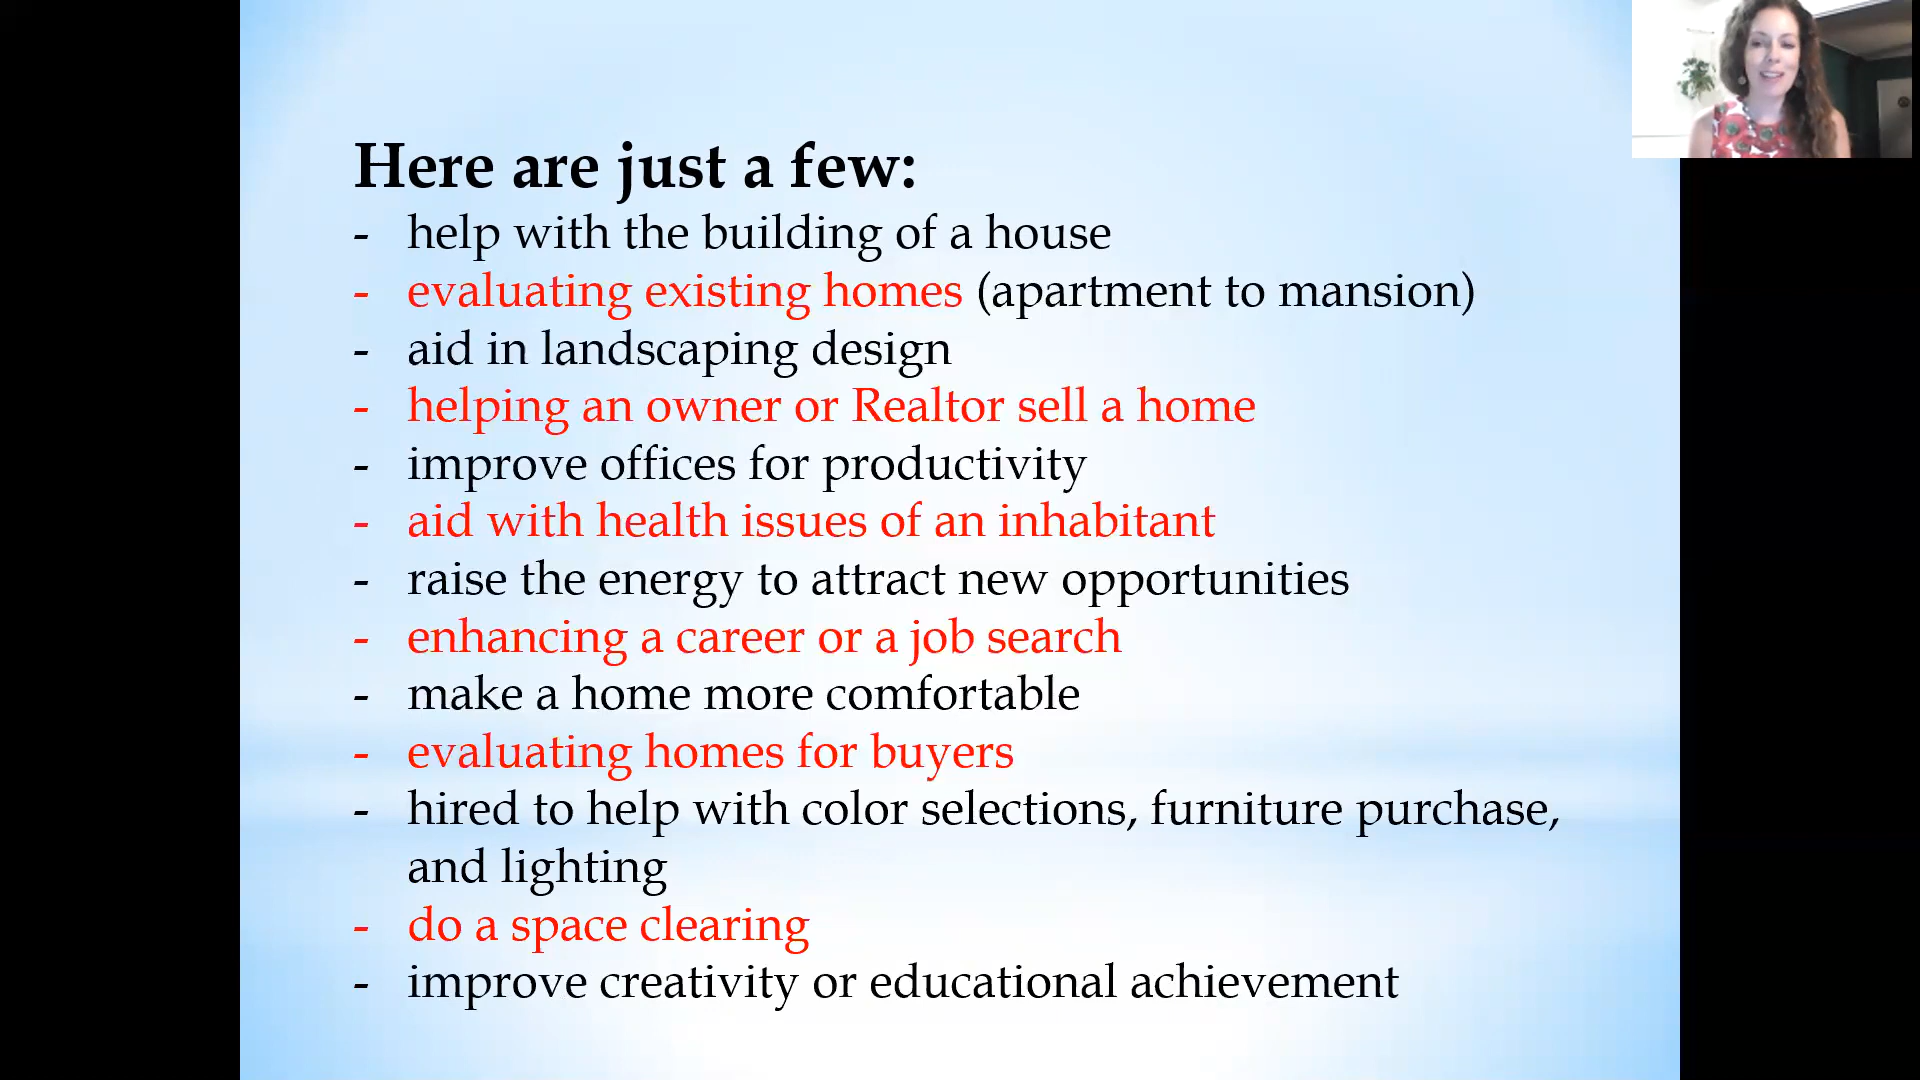 Here are just a few:
- help with the building of a house
- evaluating existing homes (apartment to mansion)
- aid in landscaping design
- helping an owner or Realtor sell a home
- improve offices for productivity
- aid with health issues of an inhabitant
- raise the energy to attract new opportunities
- enhancing a career or a job search
- make a home more comfortable
- evaluating homes for buyers
- hired to help with color selections, furniture purchase,
and lighting
- do a space clearing
- improve creativity or educational achievement